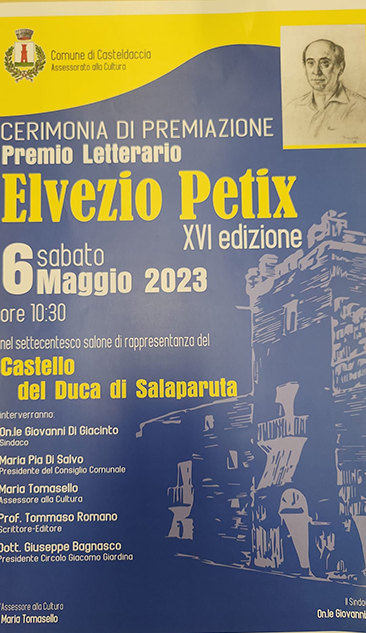 Comune di Casteldaccia
Assessorato alla Cultura
CERIMONIA DI PREMIAZIONE
Premio Letterario
Elvezio Petix
XVI edizione
6 sabato
Maggio 2023
ore 10:30
nel settecentesco salone di rappresentanza del
Castello
del Duca di Salaparuta
interverranno:
On.le Giovanni Di Giacinto
Sindaco
Maria Pia Di Salvo
Presidente del Consiglio Comunale
Maria Tomasello
Assessore alla Cultura
Prof. Tommaso Romano
Scrittore-Editore
Dott. Giuseppe Bagnasco
Presidente Circolo Giacomo Giardina
l'Assessore alla Cultura
Maria Tomasello
Il Sindac
On.le Giovanni